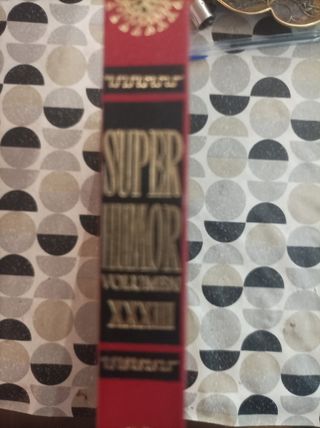 SUPER
HUMOR
VOLUMEN
XXXIII